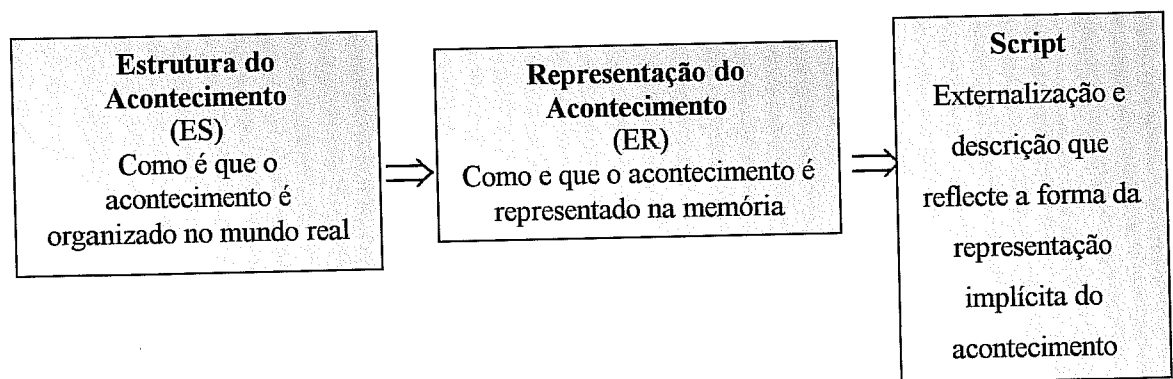 Estrutura do
Acontecimento
(ES)
Como é que o
acontecimento é
organizado no mundo real
Representação do
Acontecimento
(ER)
Como e que o acontecimento é
representado na memória
Script
Externalização e
descrição que
reflecte a forma da
representação
implícita do
acontecimento